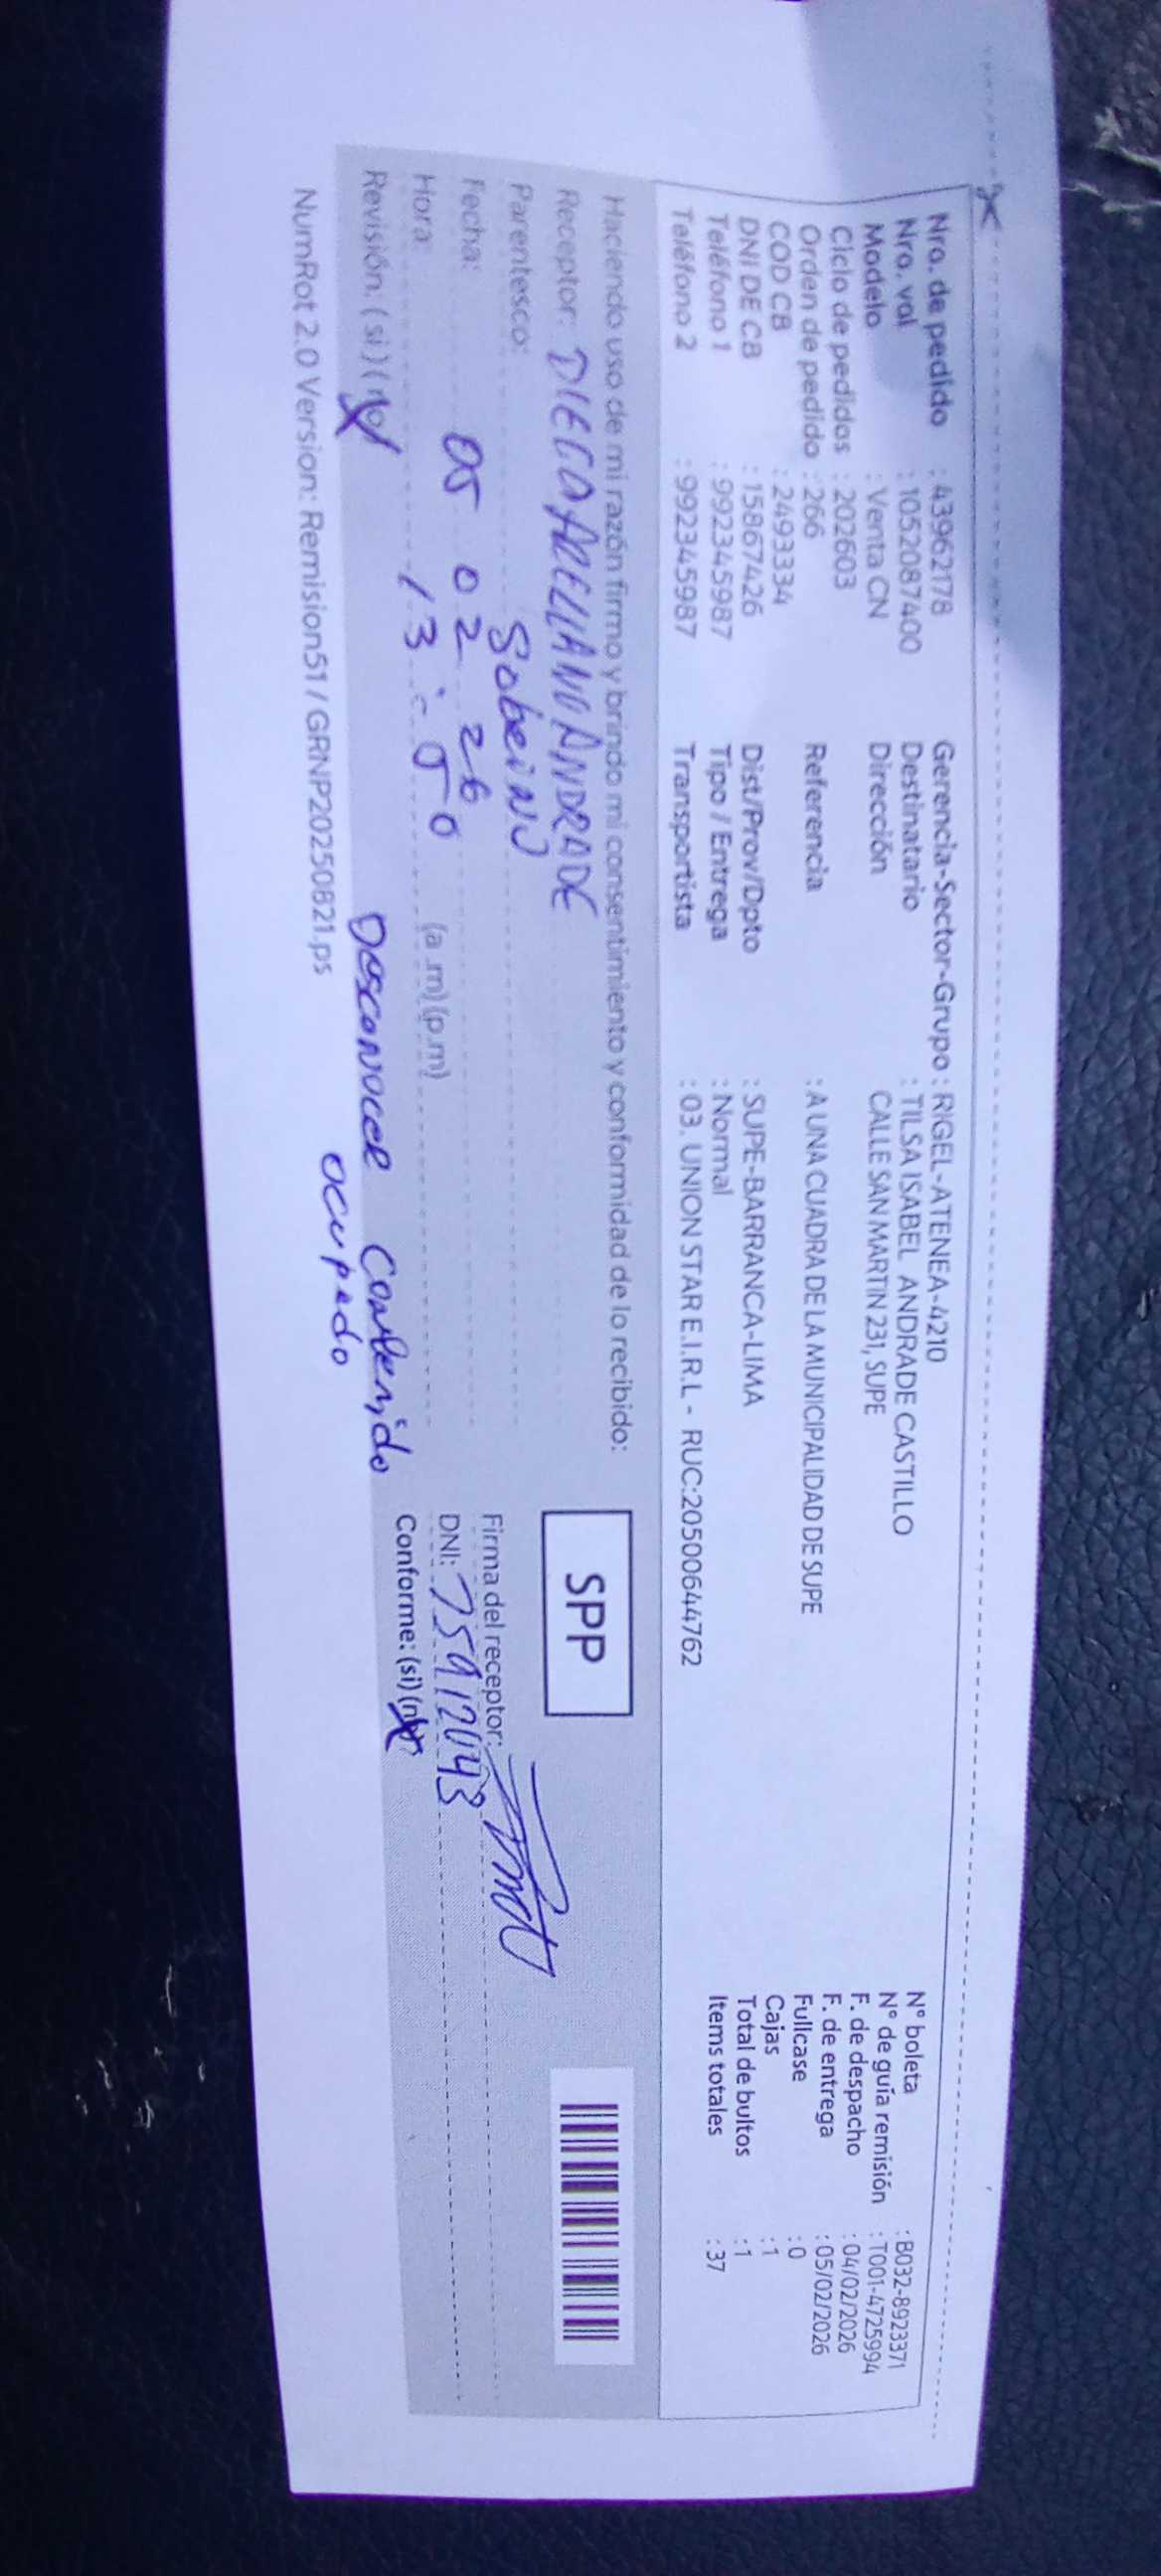 Nro. de pedido : 43962178
Nro. val : 1052087400
Modelo : Venta CN
Ciclo de pedidos : 202603
Orden de pedido : 266
COD CB : 2493334
DNI DE CB : 15867426
Teléfono 1 : 992345987
Teléfono 2 : 992345987
Gerencia-Sector-Grupo : RIGEL-ATENEA-4210
Destinatario : TILSA ISABEL ANDRADE CASTILLO
Dirección CALLE SAN MARTIN 231, SUPE
Referencia : A UNA CUADRA DE LA MUNICIPALIDAD DE SUPE
Dist/Prov/Dpto : SUPE-BARRANCA-LIMA
Tipo / Entrega : Normal
Transportista : 03. UNION STAR E.I.R.L - RUC:20500644762
N° boleta : B032-8923371
N° de guía remisión : T001-4725994
F. de despacho : 04/02/2026
F. de entrega : 05/02/2026
Fullcase : 0
Cajas : 1
Total de bultos : 1
Items totales : 37
Haciendo uso de mi razón firmo y brindo mi consentimiento y conformidad de lo recibido:
Receptor: DIEGO ARELLANO ANDRADE
Parentesco: Sobrino
Fecha: 05 02 26
Hora: 13:50 (a.m) (p.m)
Revisión: (si) (no)
Desconoce Contenido
ocupado
SPP
Firma del receptor:
DNI: 75912043
Conforme: (si) (no)
NumRot 2.0 Version: Remision51 / GRNP20250821.ps